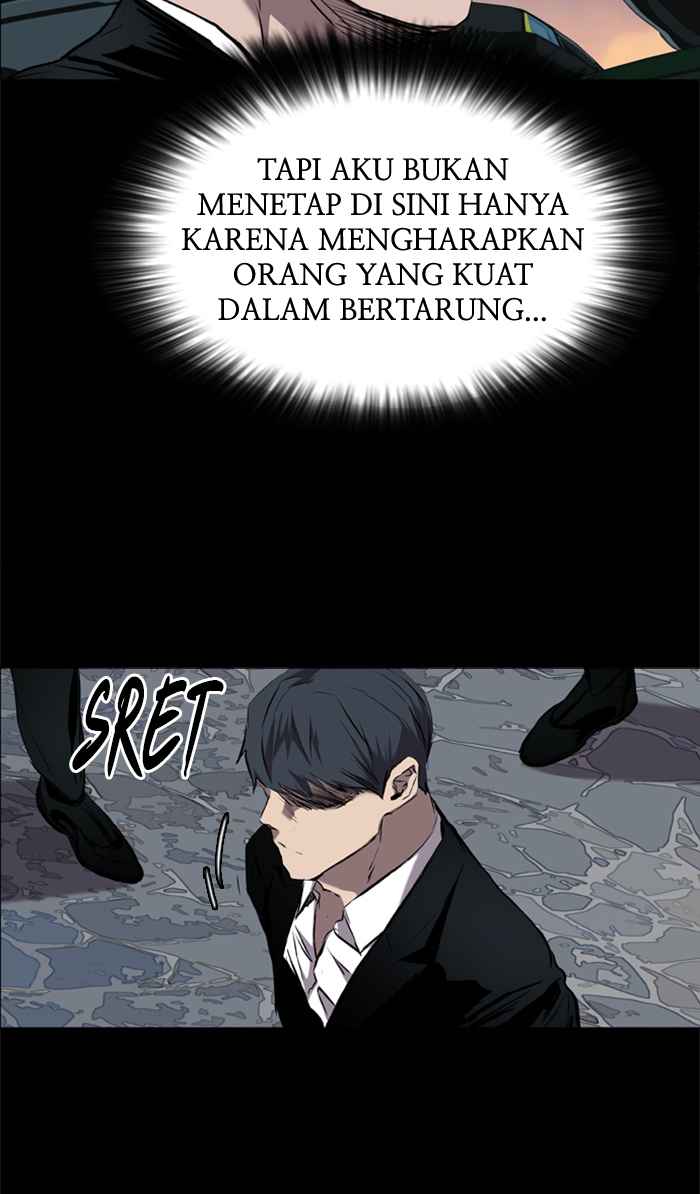 TAPI AKU BUKAN
MENETAP DI SINI HANYA
KARENA MENGHARAPKAN
ORANG YANG KUAT
DALAM BERTARUNG...
SRET